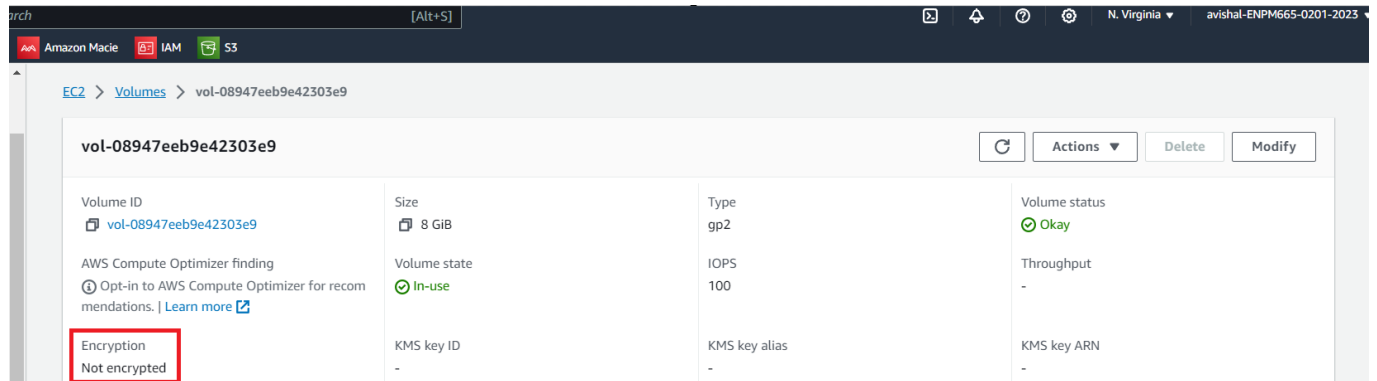 rch [Alt+S] N. Virginia ▼ avishal-ENPM665-0201-2023
Amazon Macie IAM S3
EC2 > Volumes > vol-08947eeb9e42303e9
vol-08947eeb9e42303e9 Actions ▼ Delete Modify
Volume ID Size Type Volume status
vol-08947eeb9e42303e9 8 GiB gp2 Okay
AWS Compute Optimizer finding Volume state IOPS Throughput
Opt-in to AWS Compute Optimizer for recom In-use 100 -
mendations. | Learn more
Encryption KMS key ID KMS key alias KMS key ARN
Not encrypted - - -